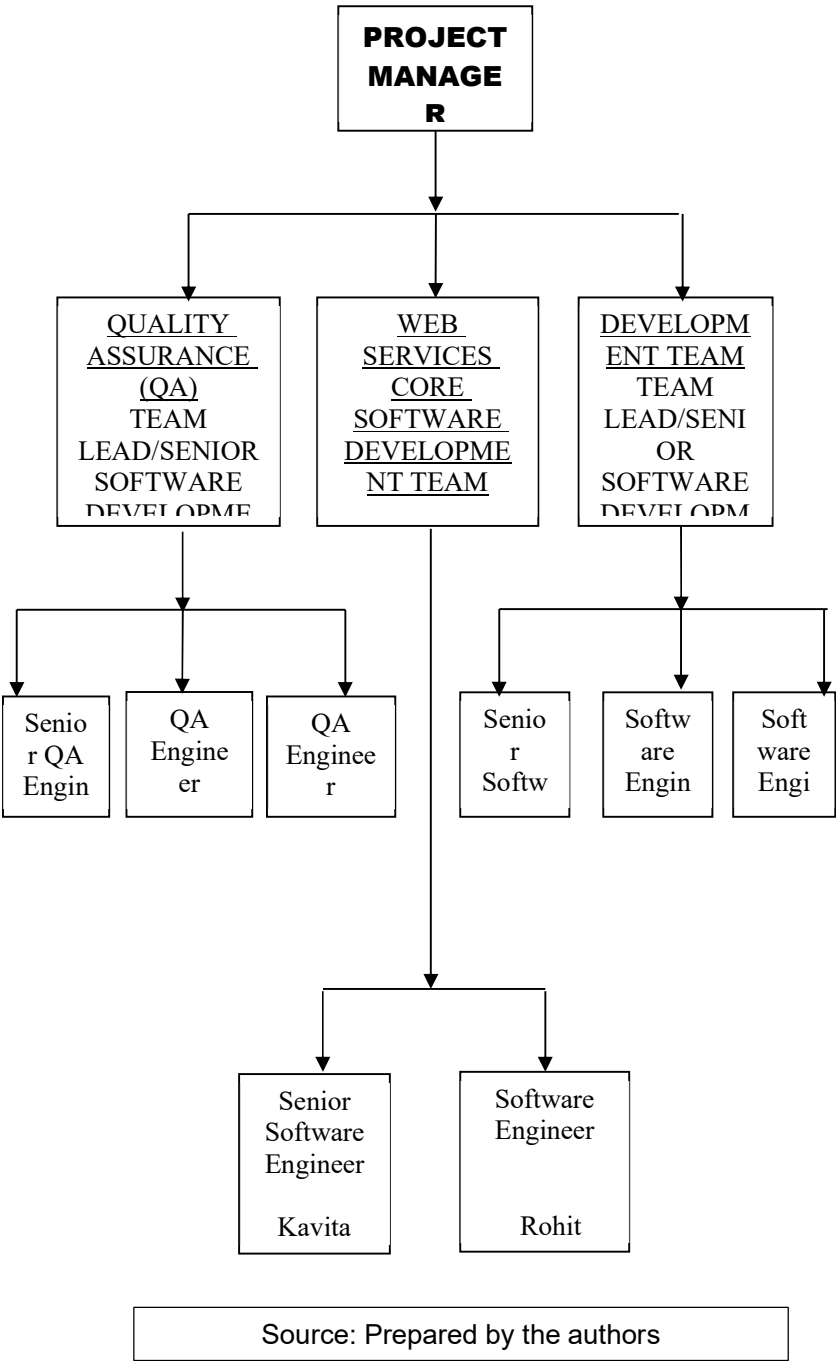 PROJECT
MANAGE
R
QUALITY
ASSURANCE
(QA)
TEAM
LEAD/SENIOR
SOFTWARE
DEVELOPME
WEB
SERVICES
CORE
SOFTWARE
DEVELOPME
NT TEAM
DEVELOPM
ENT TEAM
TEAM
LEAD/SENI
OR
SOFTWARE
DEVELOPM
Senio
r QA
Engin
QA
Engine
er
QA
Enginee
r
Senio
r
Softw
Softw
are
Engin
Soft
ware
Engi
Senior
Software
Engineer
Kavita
Software
Engineer
Rohit
Source: Prepared by the authors